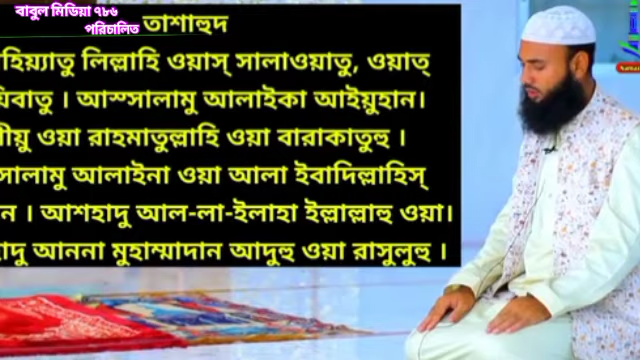 বাবুল মিডিয়া ৭৮৬
পরিচালিত
তাশাহুদ
হিয়্যাতু লিল্লাহি ওয়াস্ সালাওয়াতু, ওয়াত্
য়িবাতু । আস্সালামু আলাইকা আইয়ুহান।
ীয়ু ওয়া রাহমাতুল্লাহি ওয়া বারাকাতুহু ।
সালামু আলাইনা ওয়া আলা ইবাদিল্লাহিস্
ন । আশহাদু আল-লা-ইলাহা ইল্লাল্লাহু ওয়া।
াদু আননা মুহাম্মাদান আদুহু ওয়া রাসুলুহু ।